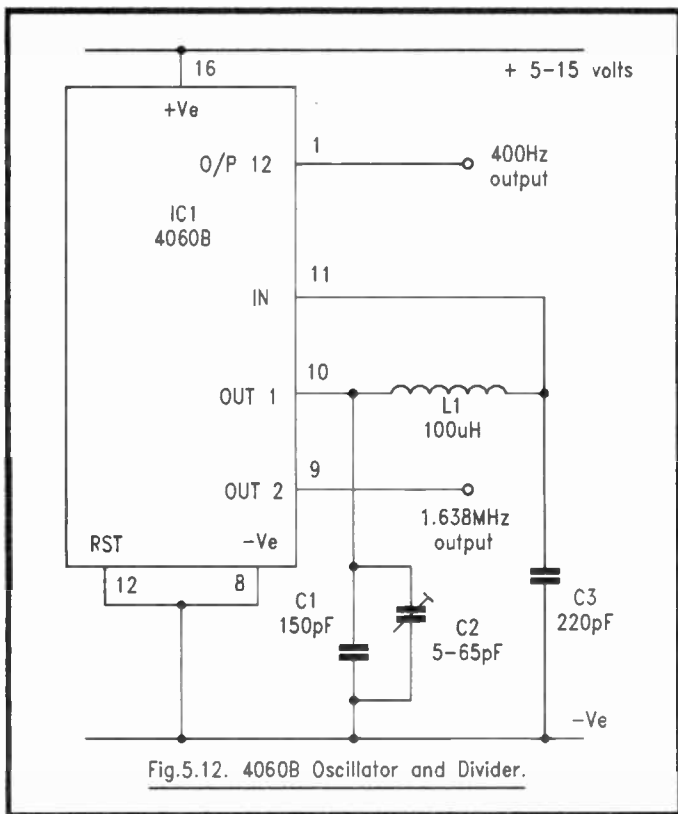 16
+ 5-15 volts
+Ve
1
O/P 12
400Hz
output
IC1
4060B
11
IN
10
OUT 1
L1
100uH
9
OUT 2
1.638MHz
output
RST
-Ve
12
8
C1
150pF
C2
5-65pF
C3
220pF
-Ve
Fig.5.12. 4060B Oscillator and Divider.